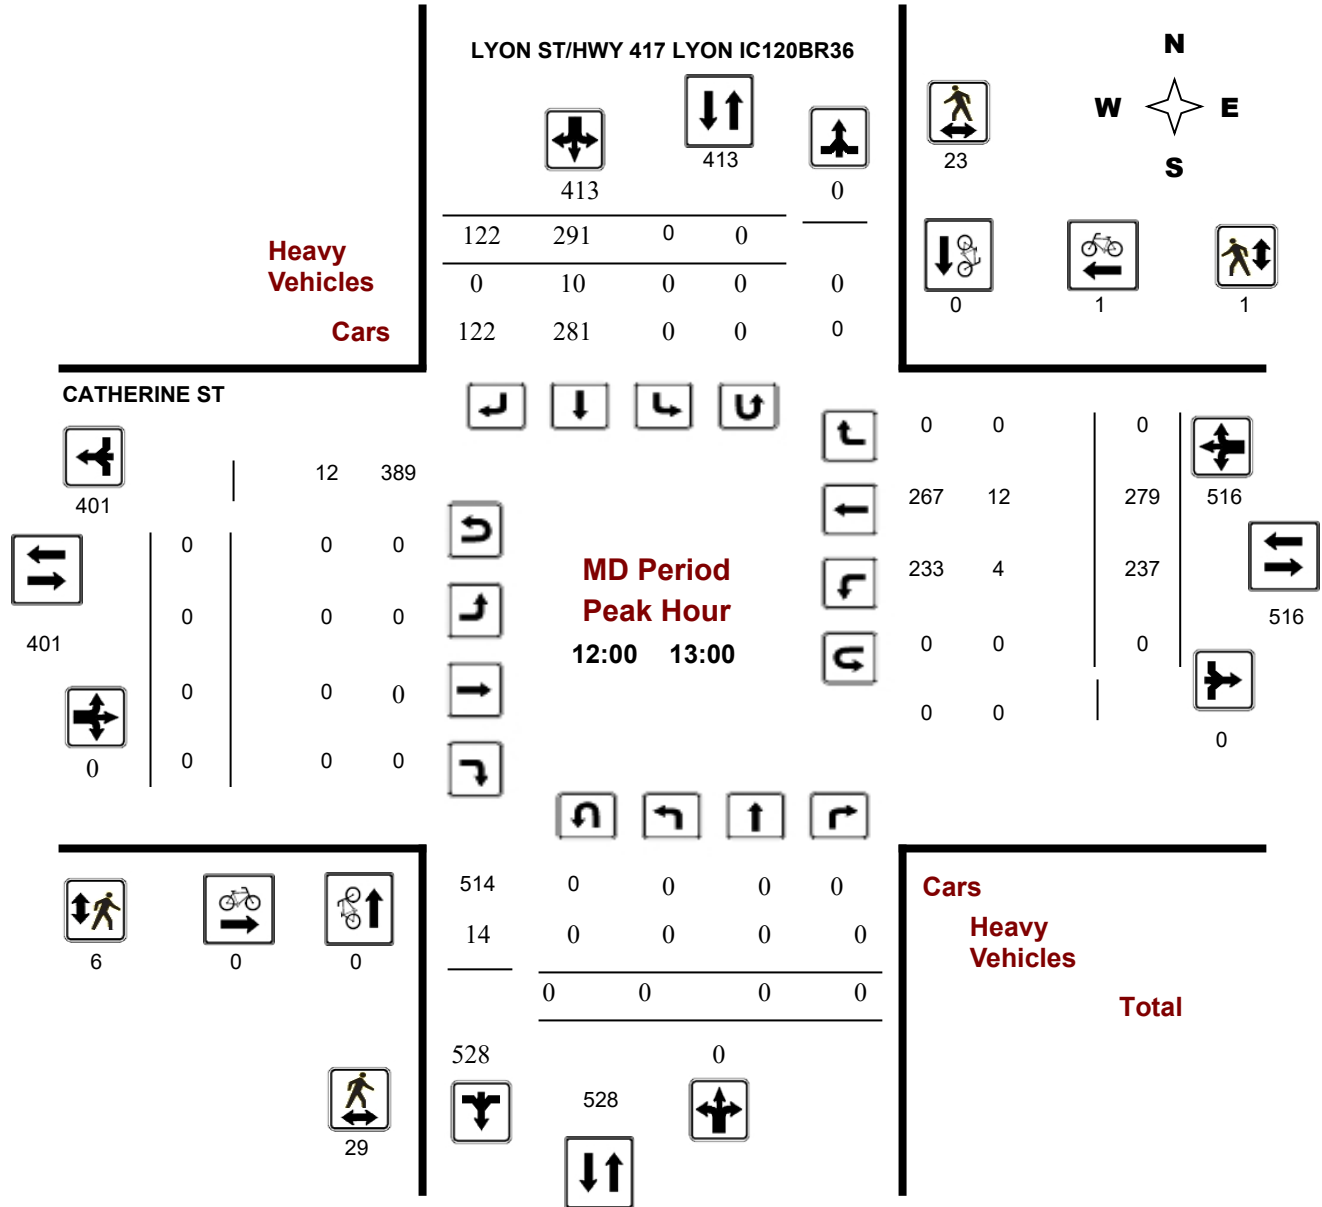 LYON ST/HWY 417 LYON IC120BR36
N
W E
S
413
23
413 0
122 291 0 0
Heavy
Vehicles
0 10 0 0 0
0 1 1
Cars
122 281 0 0 0
CATHERINE ST
0 0 0
12 389
401
267 12 279 516
0 0 0
MD Period
233 4 237
Peak Hour
0 0 0
516
401
12:00 13:00
0 0 0
0 0 0
0 0
0
0 0 0
0
514 0 0 0 0
Cars
14 0 0 0 0
Heavy
Vehicles
6 0 0
0 0 0 0
Total
528 0
528
29